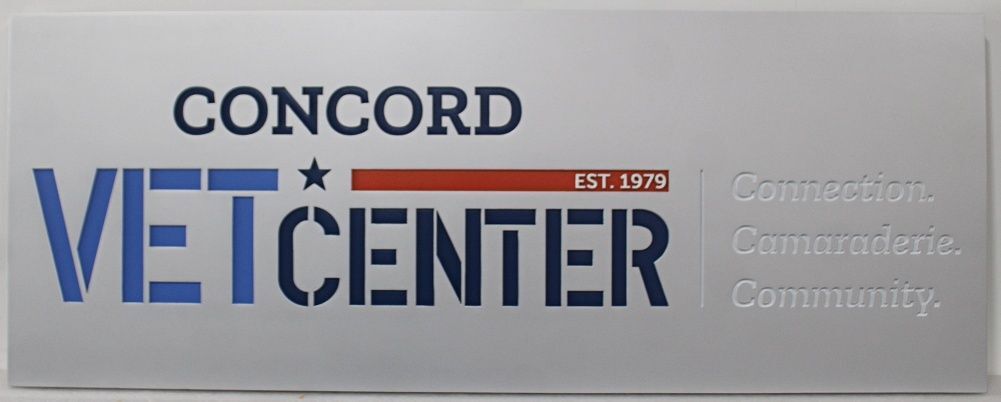 CONCORD
VET CENTER
EST. 1979
Connection.
Camaraderie.
Community.